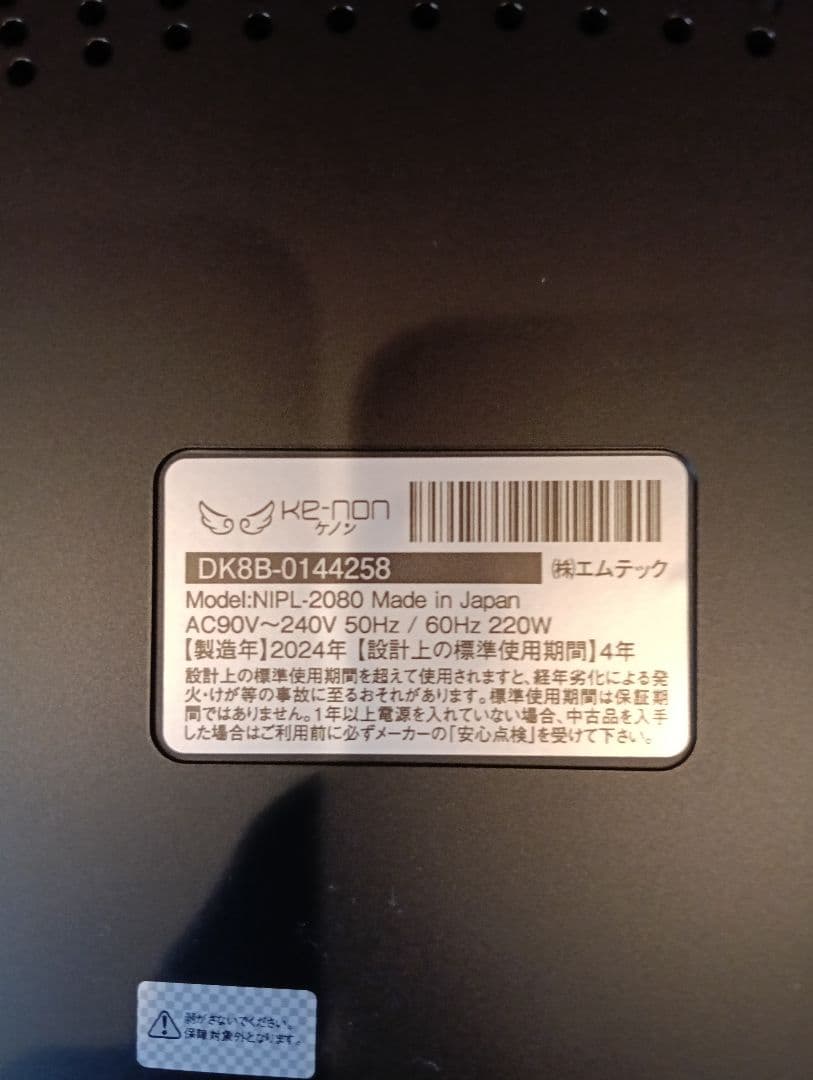 Ke-non
ケノン
DK8B-0144258
㈱エムテック
Model:NIPL-2080 Made in Japan
AC90V～240V 50Hz / 60Hz 220W
【製造年】2024年【設計上の標準使用期間】4年
設計上の標準使用期間を超えて使用されますと、経年劣化による発
火・けが等の事故に至るおそれがあります。標準使用期間は保証期
間ではありません。1年以上電源を入れていない場合、中古品を入手
した場合はご利用前に必ずメーカーの「安心点検」を受けて下さい。
剥がさないでください。
保障対象外となります。